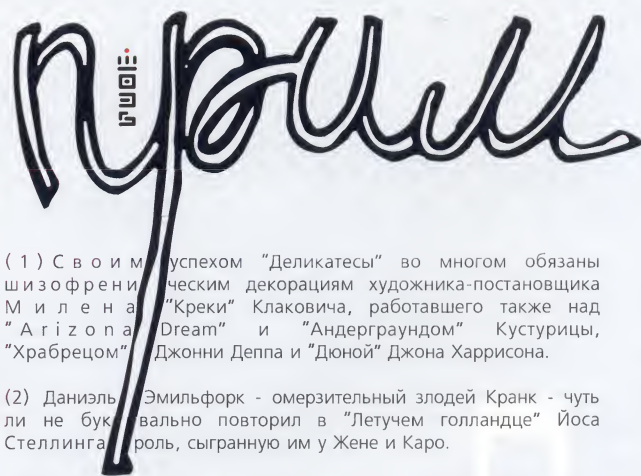 прим
(1) Своим успехом "Деликатесы" во многом обязаны
шизофреническим декорациям художника-постановщика
Милена "Креки" Клаковича, работавшего также над
"Arizona Dream" и "Андерграундом" Кустурицы,
"Храбрецом" Джонни Деппа и "Дюной" Джона Харрисона.
(2) Даниэль Эмильфорк - омерзительный злодей Кранк - чуть
ли не буквально повторил в "Летучем голландце" Йоса
Стеллинга роль, сыгранную им у Жене и Каро.